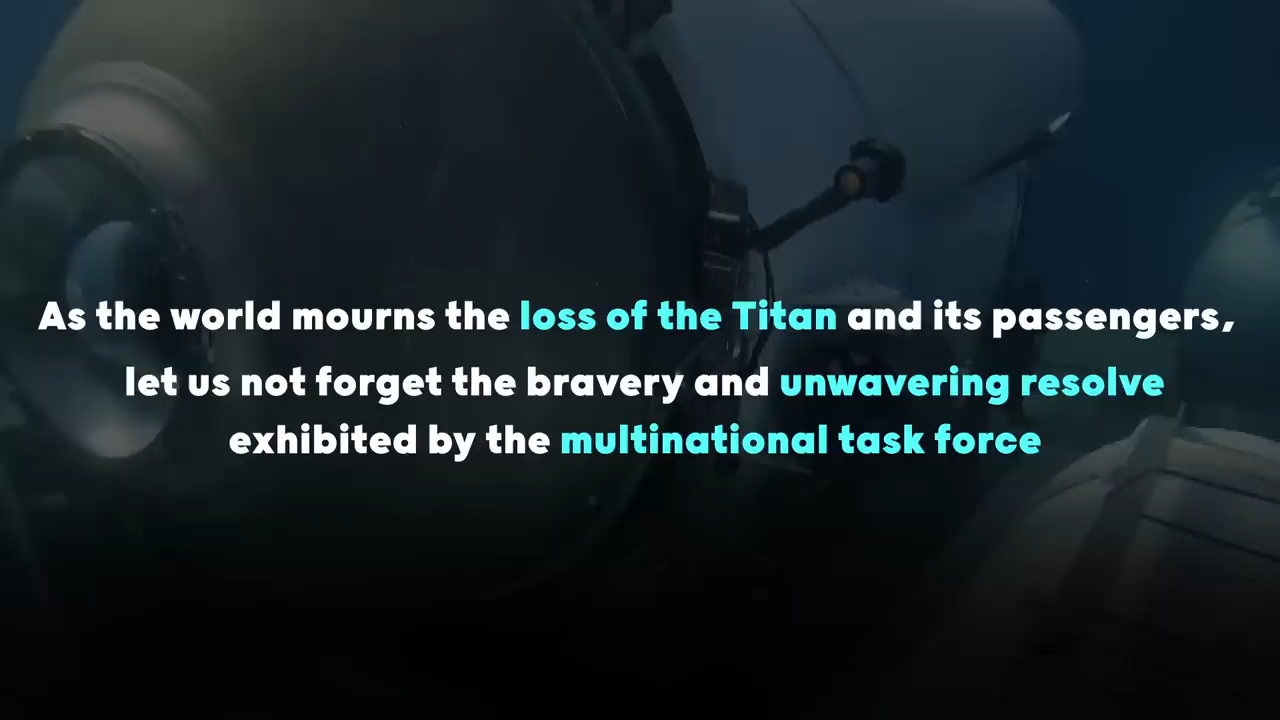 As the world mourns the loss of the Titan and its passengers,
let us not forget the bravery and unwavering resolve
exhibited by the multinational task force